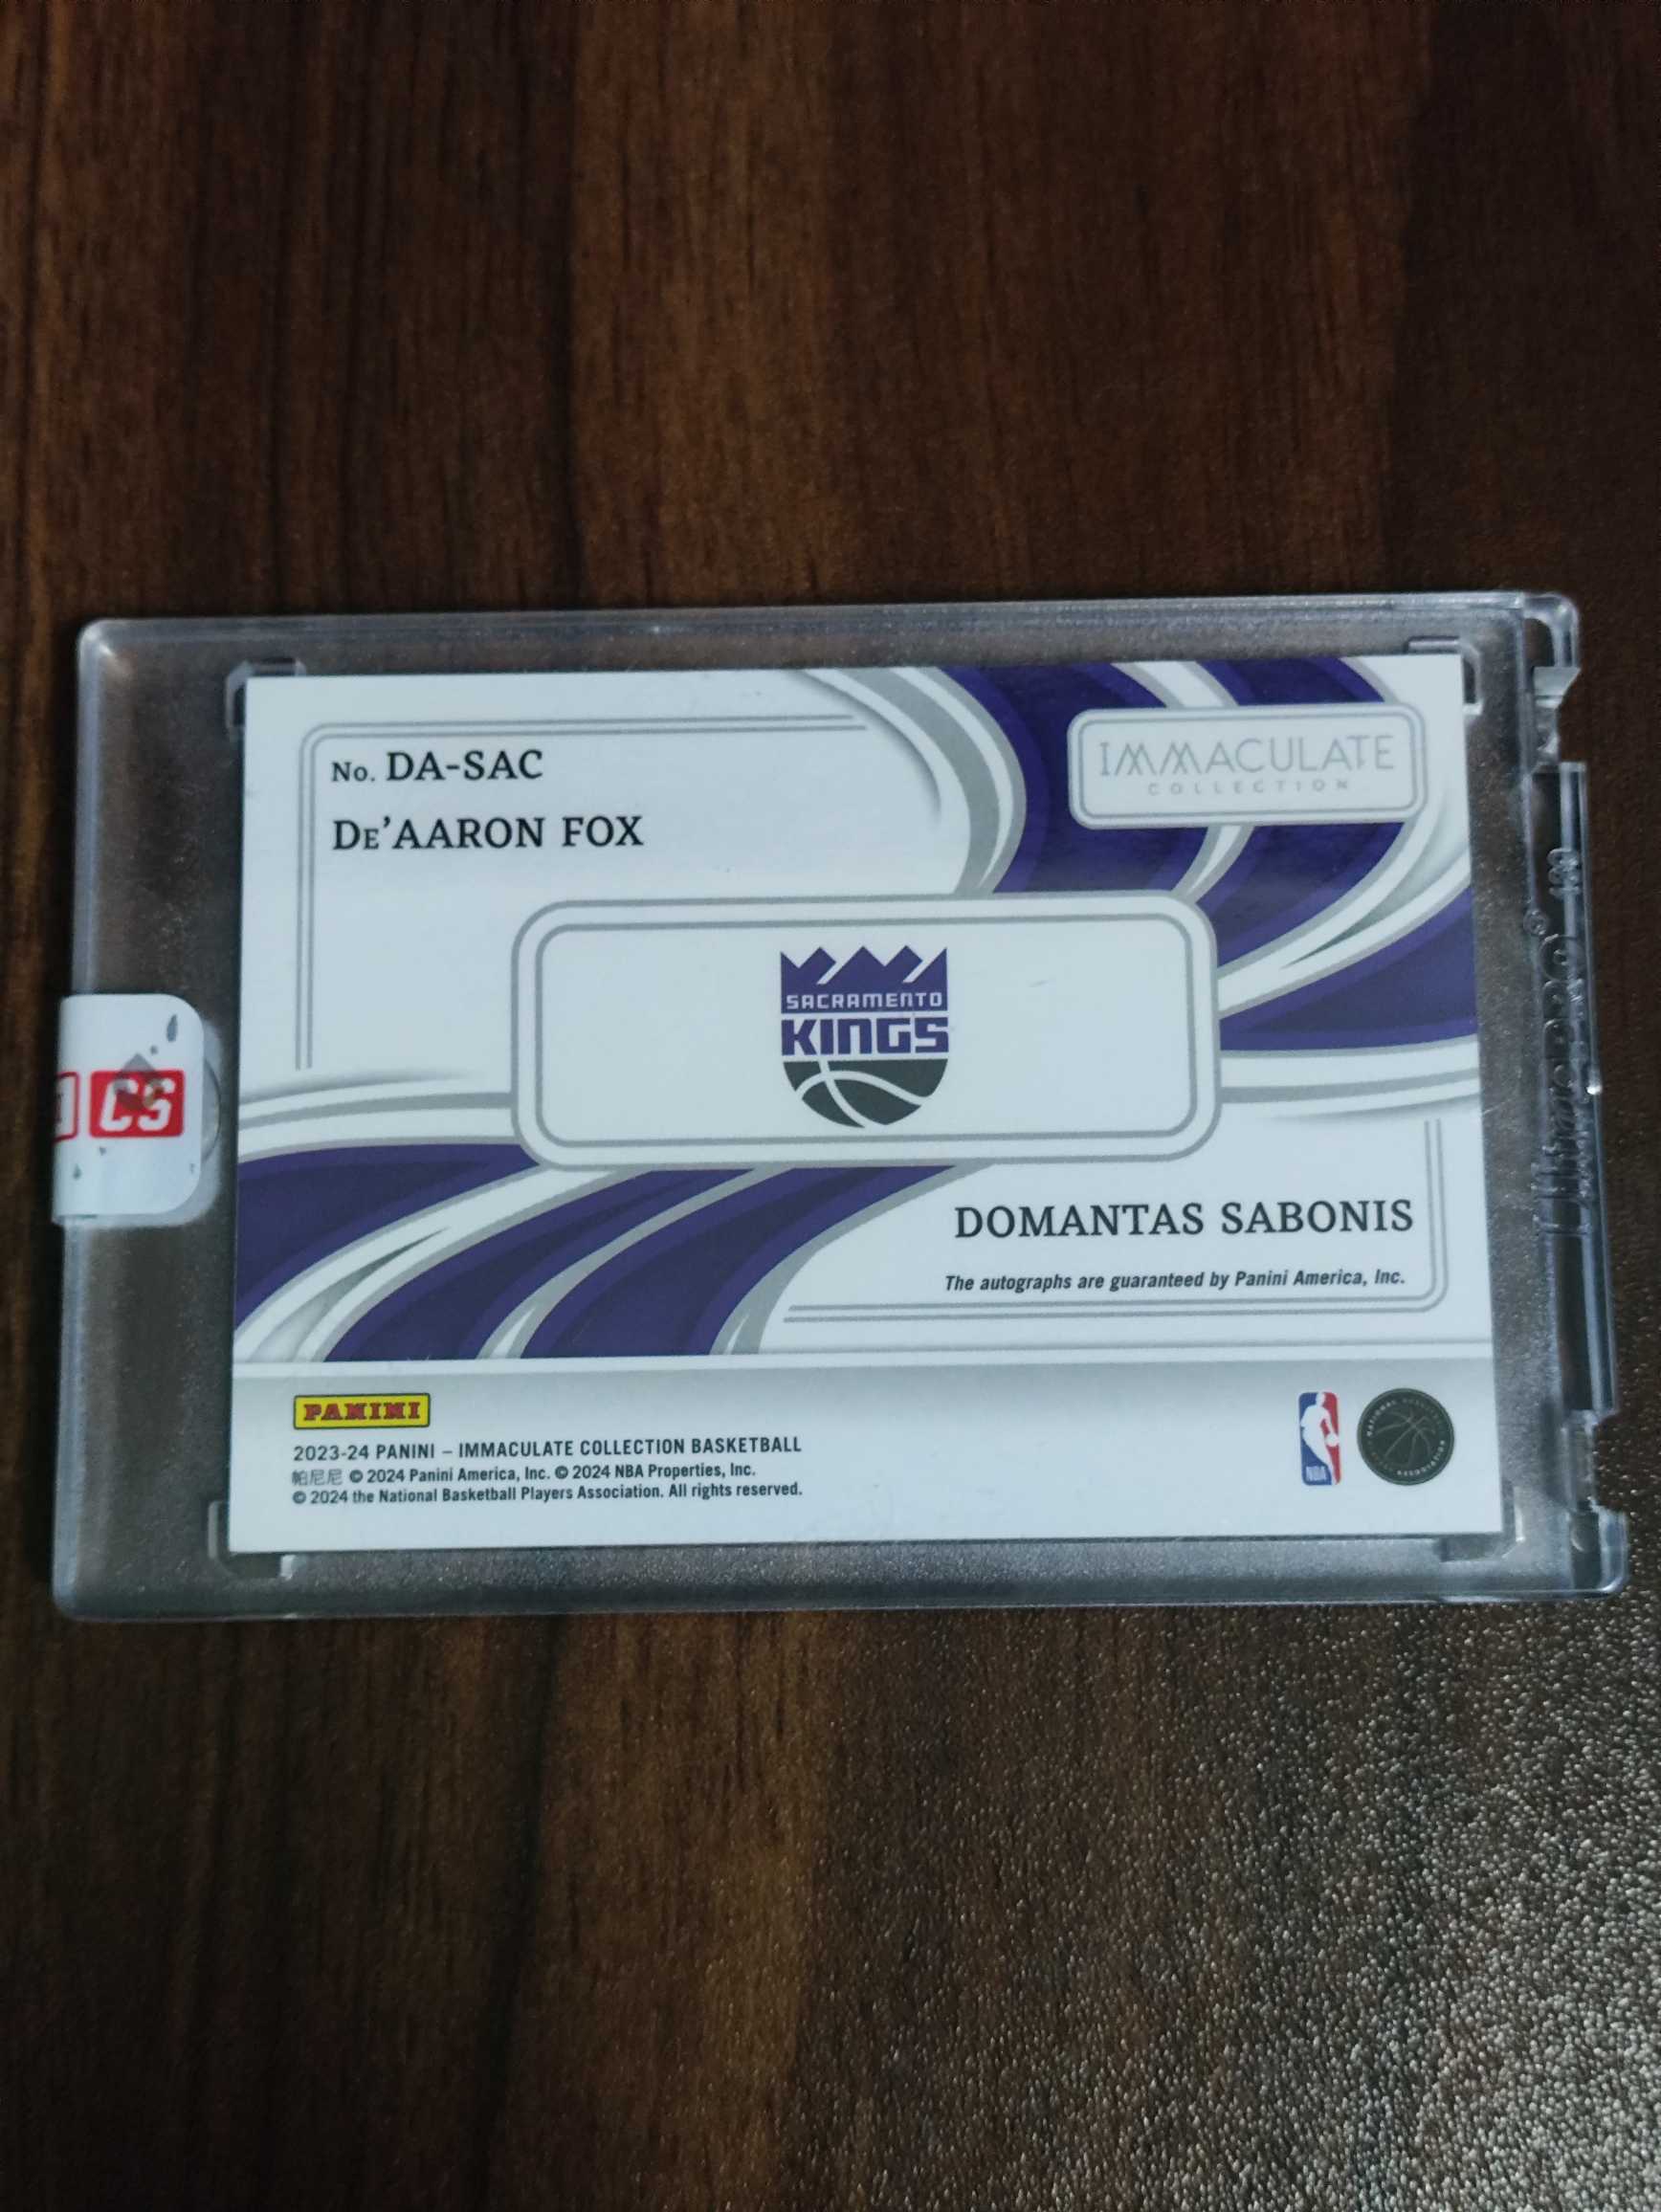 No. DA-SAC
DE'AARON FOX
IMMACULATE
COLLECTION
SACRAMENTO
KINGS
CS
DOMANTAS SABONIS
The autographs are guaranteed by Panini America, Inc.
PANINI
2023-24 PANINI – IMMACULATE COLLECTION BASKETBALL
帕尼尼 © 2024 Panini America, Inc. © 2024 NBA Properties, Inc.
© 2024 the National Basketball Players Association. All rights reserved.
NBA
UltraPRO®